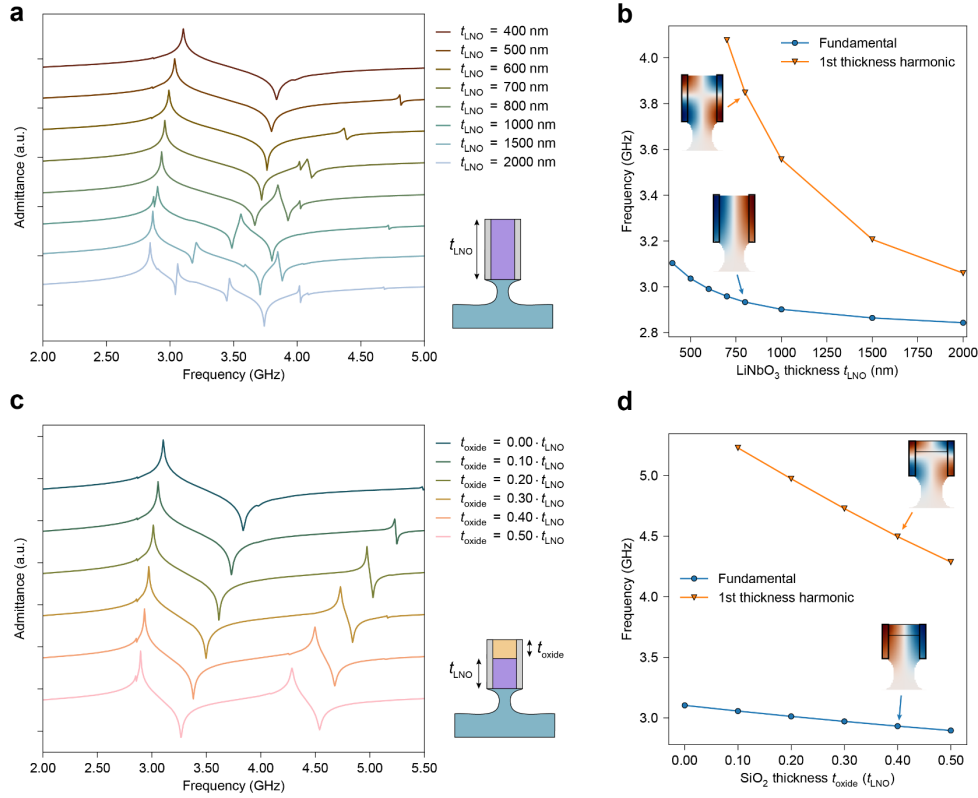 a
Admittance (a.u.)
2.00 2.50 3.00 3.50 4.00 4.50 5.00
Frequency (GHz)
t_LNO = 400 nm
t_LNO = 500 nm
t_LNO = 600 nm
t_LNO = 700 nm
t_LNO = 800 nm
t_LNO = 1000 nm
t_LNO = 1500 nm
t_LNO = 2000 nm
t_LNO
b
Fundamental
1st thickness harmonic
Frequency (GHz)
4.0
3.8
3.6
3.4
3.2
3.0
2.8
500 750 1000 1250 1500 1750 2000
LiNbO₃ thickness t_LNO (nm)
c
Admittance (a.u.)
2.00 2.50 3.00 3.50 4.00 4.50 5.00 5.50
Frequency (GHz)
t_oxide = 0.00 · t_LNO
t_oxide = 0.10 · t_LNO
t_oxide = 0.20 · t_LNO
t_oxide = 0.30 · t_LNO
t_oxide = 0.40 · t_LNO
t_oxide = 0.50 · t_LNO
t_oxide
t_LNO
d
Frequency (GHz)
5.0
4.5
4.0
3.5
3.0
Fundamental
1st thickness harmonic
0.00 0.10 0.20 0.30 0.40 0.50
SiO₂ thickness t_oxide (t_LNO)